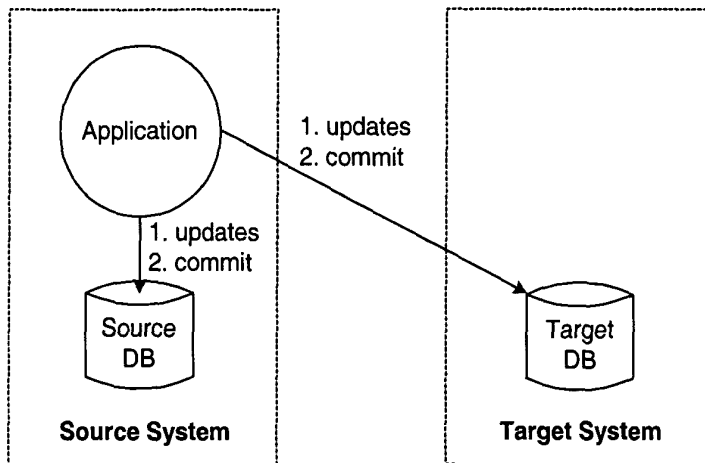 Application
1. updates
2. commit
1. updates
2. commit
Source
DB
Target
DB
Source System
Target System